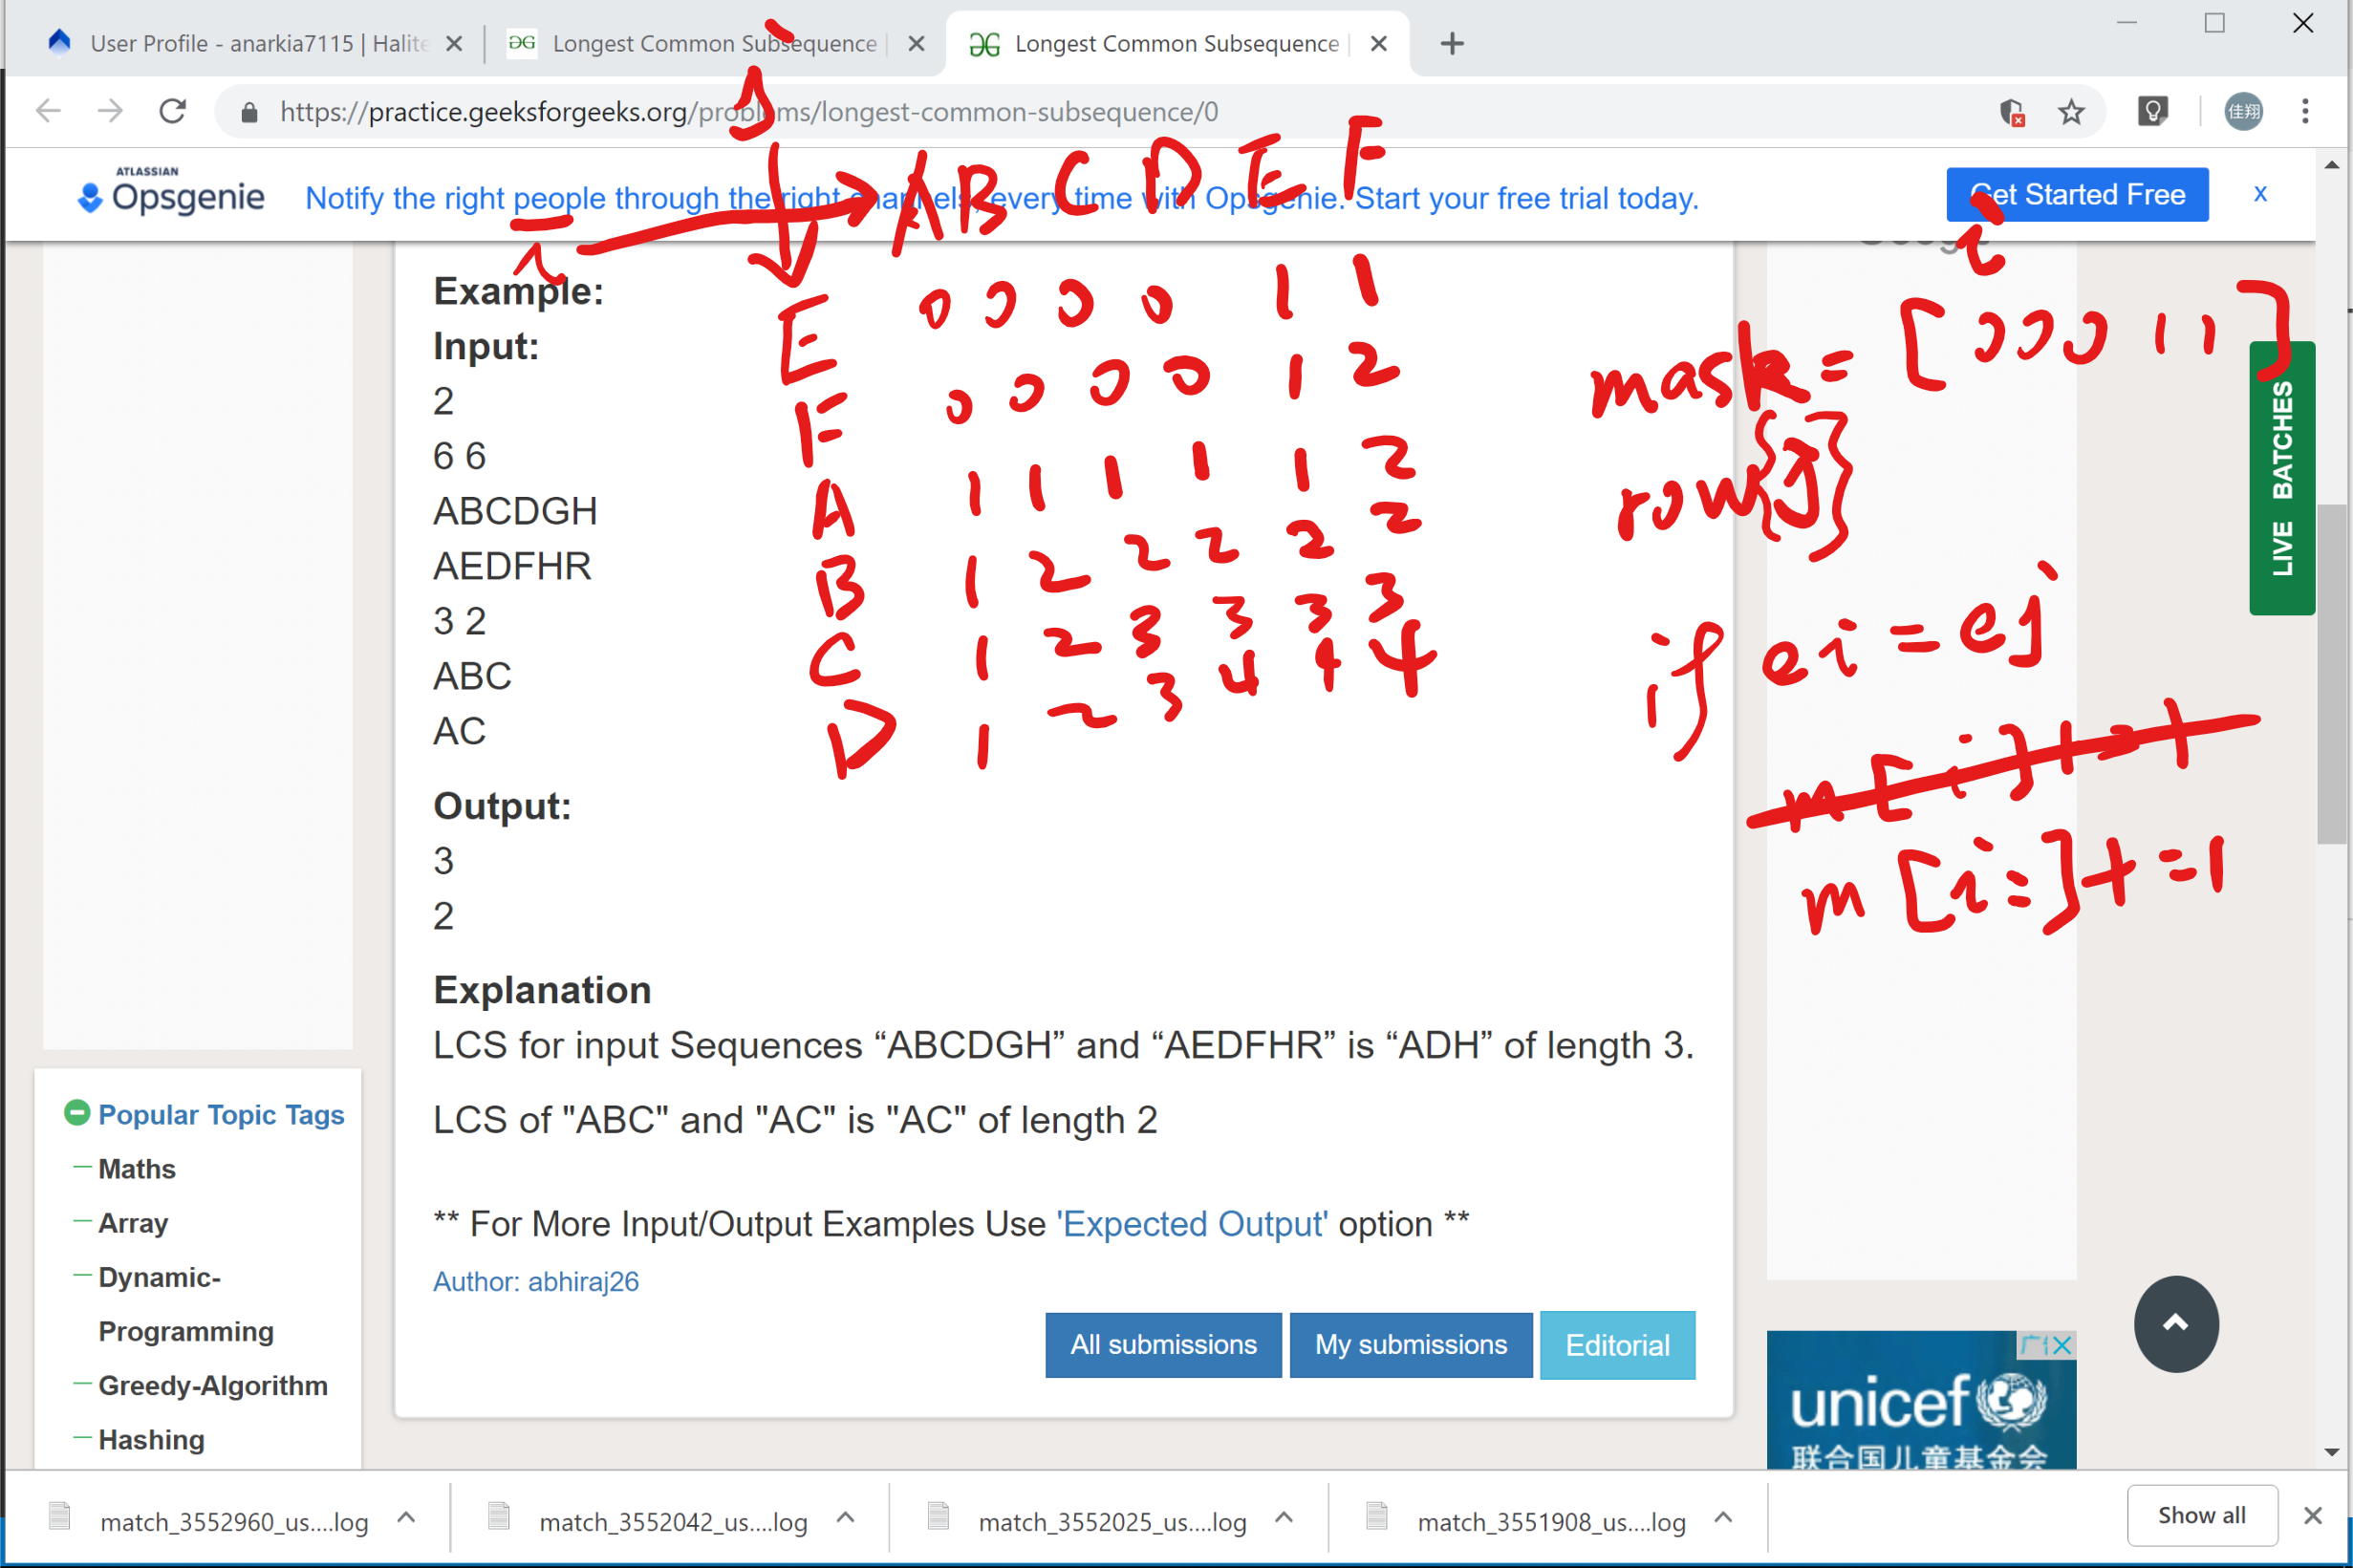 User Profile - anarkia7115 | Halite
Longest Common Subsequence |
Longest Common Subsequence |
https://practice.geeksforgeeks.org/problems/longest-common-subsequence/0
佳翔
ATLASSIAN
Opsgenie
Notify the right people through the right channels, every time with Opsgenie. Start your free trial today.
Get Started Free
x
j
i
A B C D E F
E 0 0 0 0 1 1
F 0 0 0 0 1 2
A 1 1 1 1 1 2
B 1 2 2 2 2 2
C 1 2 3 3 3 3
D 1 2 3 4 4 4
i
mask = [ 0 0 0 1 1 ]
row{j}
if ei = ej
m[i:]+=1
LIVE BATCHES
Example:
Input:
2
6 6
ABCDGH
AEDFHR
3 2
ABC
AC
Output:
3
2
Explanation
LCS for input Sequences “ABCDGH” and “AEDFHR” is “ADH” of length 3.
LCS of "ABC" and "AC" is "AC" of length 2
** For More Input/Output Examples Use 'Expected Output' option **
Author: abhiraj26
All submissions
My submissions
Editorial
Popular Topic Tags
Maths
Array
Dynamic-
Programming
Greedy-Algorithm
Hashing
unicef
联合国儿童基金会
match_3552960_us....log
match_3552042_us....log
match_3552025_us....log
match_3551908_us....log
Show all